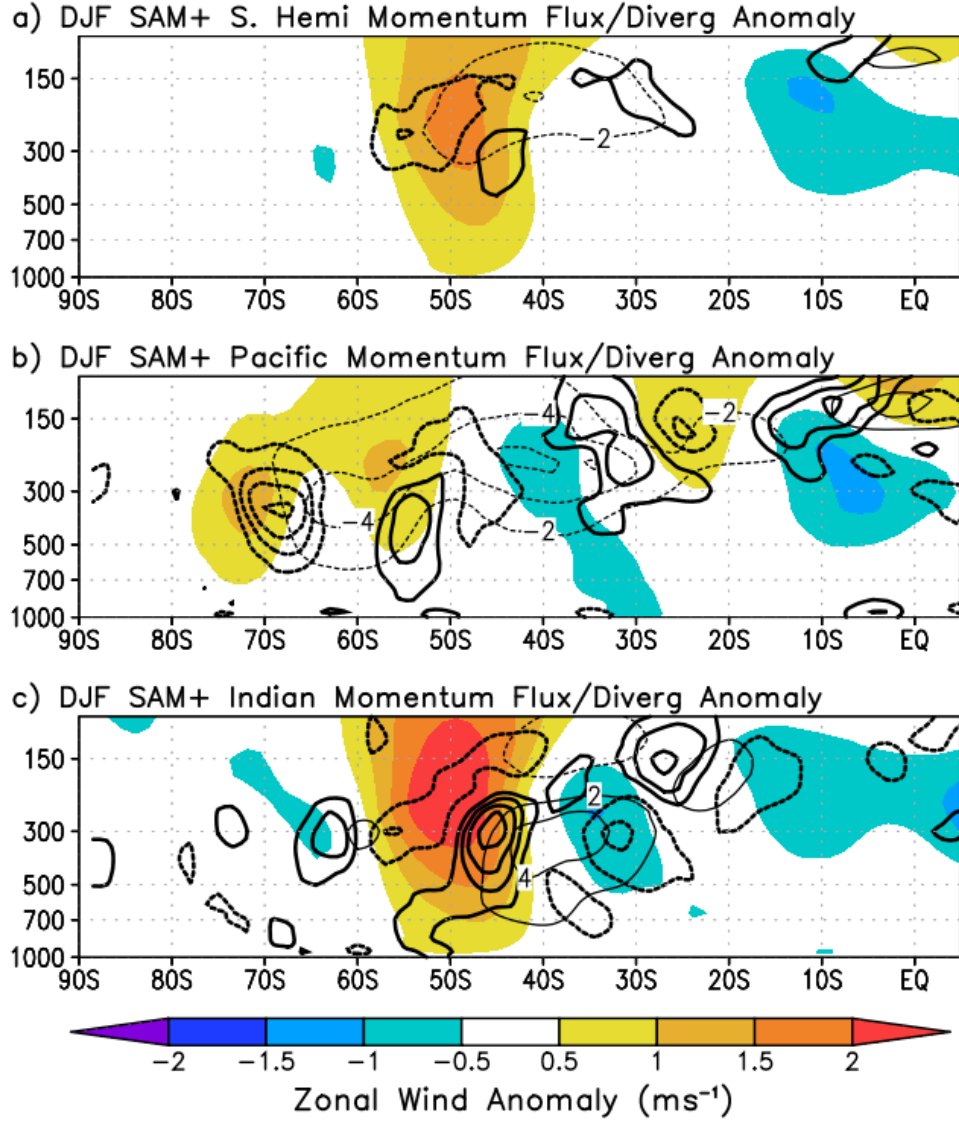 a) DJF SAM+ S. Hemi Momentum Flux/Diverg Anomaly
150
300
500
700
1000
−2
90S 80S 70S 60S 50S 40S 30S 20S 10S EQ
b) DJF SAM+ Pacific Momentum Flux/Diverg Anomaly
−4
−2
150
300
−4
−2
500
700
1000
90S 80S 70S 60S 50S 40S 30S 20S 10S EQ
c) DJF SAM+ Indian Momentum Flux/Diverg Anomaly
150
2
300
4
500
700
1000
90S 80S 70S 60S 50S 40S 30S 20S 10S EQ
−2 −1.5 −1 −0.5 0.5 1 1.5 2
Zonal Wind Anomaly (ms⁻¹)